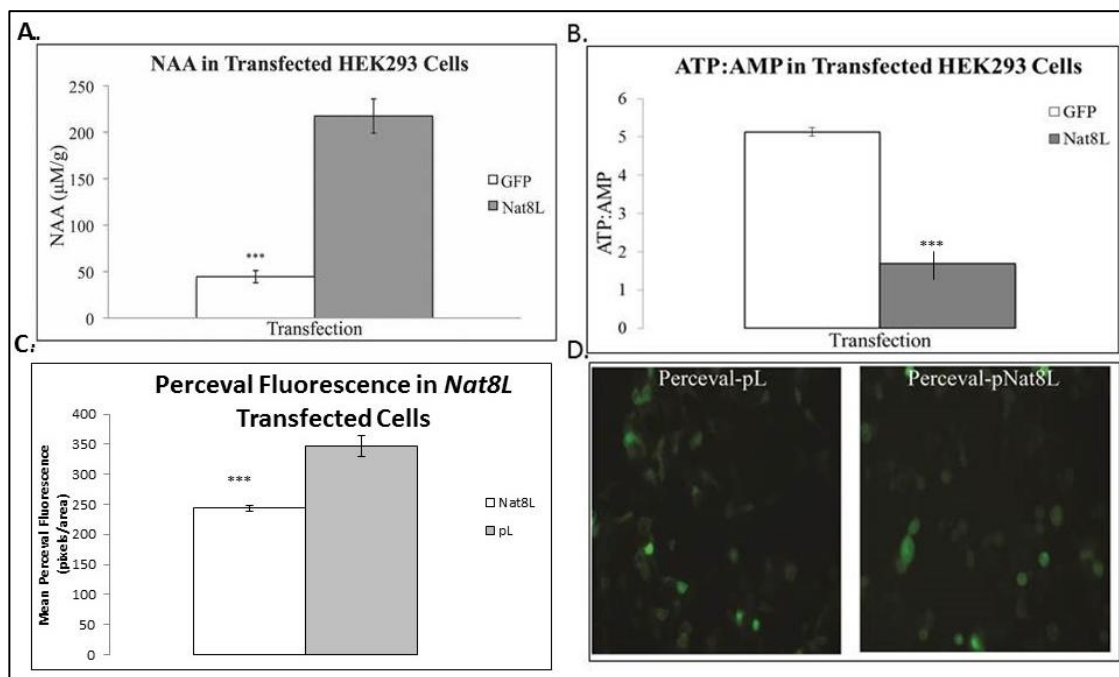 A.
NAA in Transfected HEK293 Cells
250
200
150
100
50
0
NAA (µM/g)
***
GFP
Nat8L
Transfection
B.
ATP:AMP in Transfected HEK293 Cells
6
5
4
3
2
1
0
ATP:AMP
***
GFP
Nat8L
Transfection
C.
Perceval Fluorescence in Nat8L
Transfected Cells
400
350
300
250
200
150
100
50
0
Mean Perceval Fluorescence
(pixels/area)
***
Nat8L
pL
D.
Perceval-pL
Perceval-pNat8L